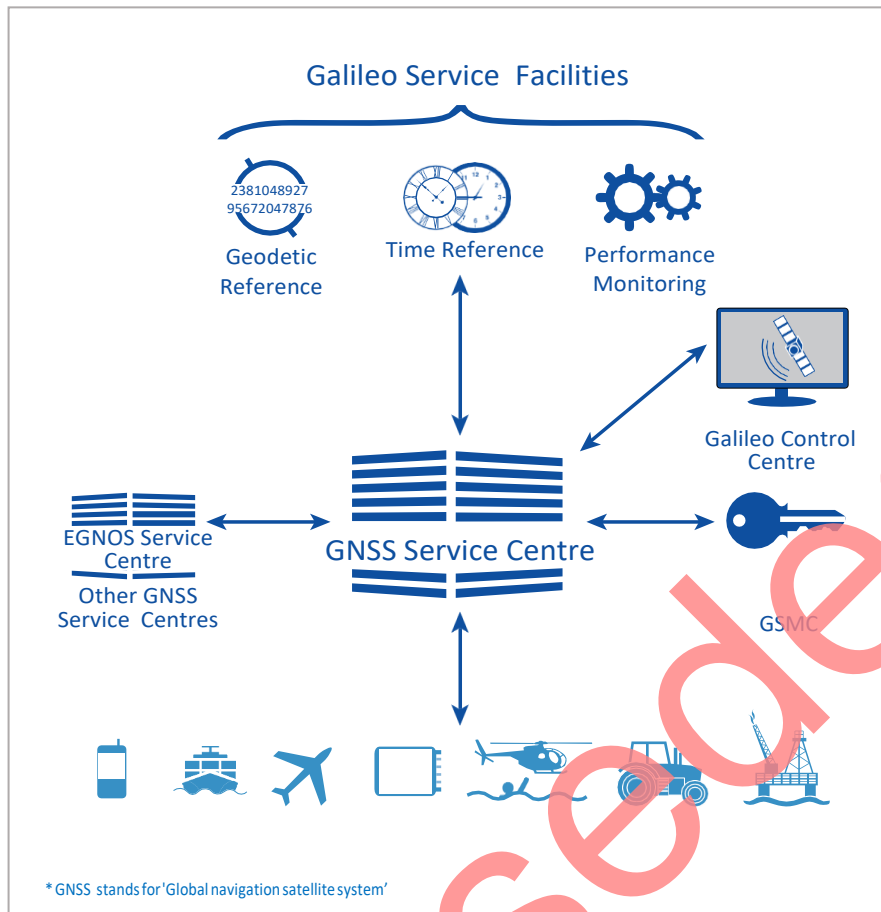 Galileo Service Facilities
2381048927
95672047876
Geodetic
Reference
Time Reference
Performance
Monitoring
Galileo Control
Centre
EGNOS Service
Centre
Other GNSS
Service Centres
GNSS Service Centre
GSMC
sede
* GNSS stands for 'Global navigation satellite system'